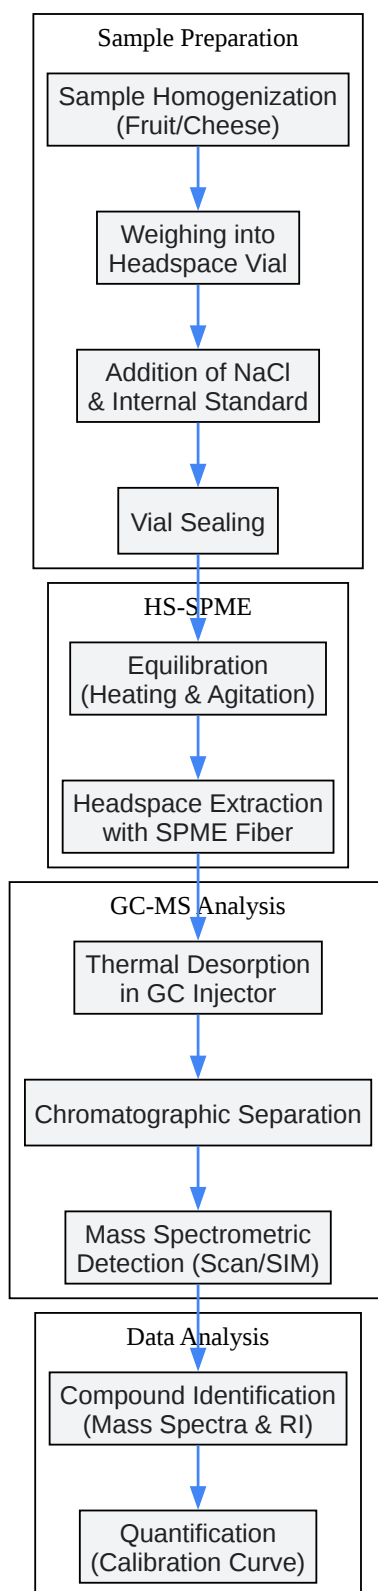 Sample Preparation
Sample Homogenization
(Fruit/Cheese)
Weighing into
Headspace Vial
Addition of NaCl
& Internal Standard
Vial Sealing
HS-SPME
Equilibration
(Heating & Agitation)
Headspace Extraction
with SPME Fiber
GC-MS Analysis
Thermal Desorption
in GC Injector
Chromatographic Separation
Mass Spectrometric
Detection (Scan/SIM)
Data Analysis
Compound Identification
(Mass Spectra & RI)
Quantification
(Calibration Curve)